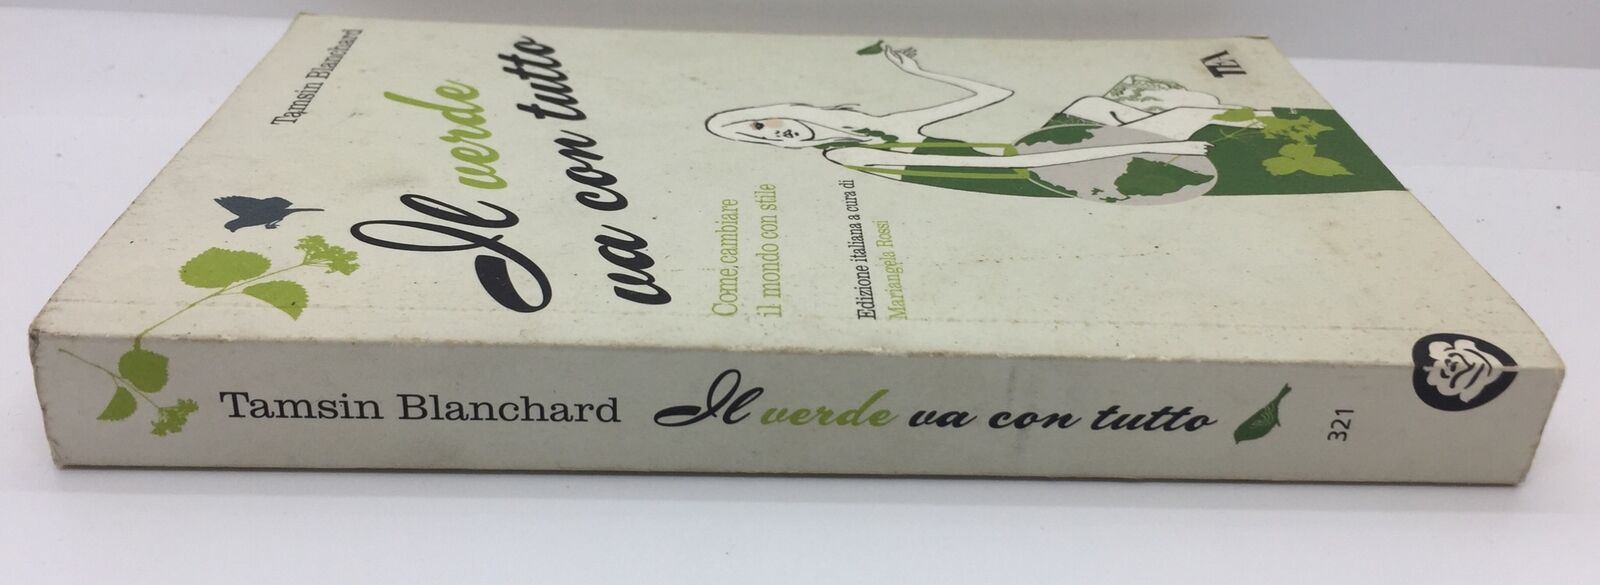 Tamsin Blanchard
Il verde
va con tutto
Come cambiare
il mondo con stile
Edizione italiana a cura di
Mariangela Rossi
TEA
Tamsin Blanchard Il verde va con tutto
321